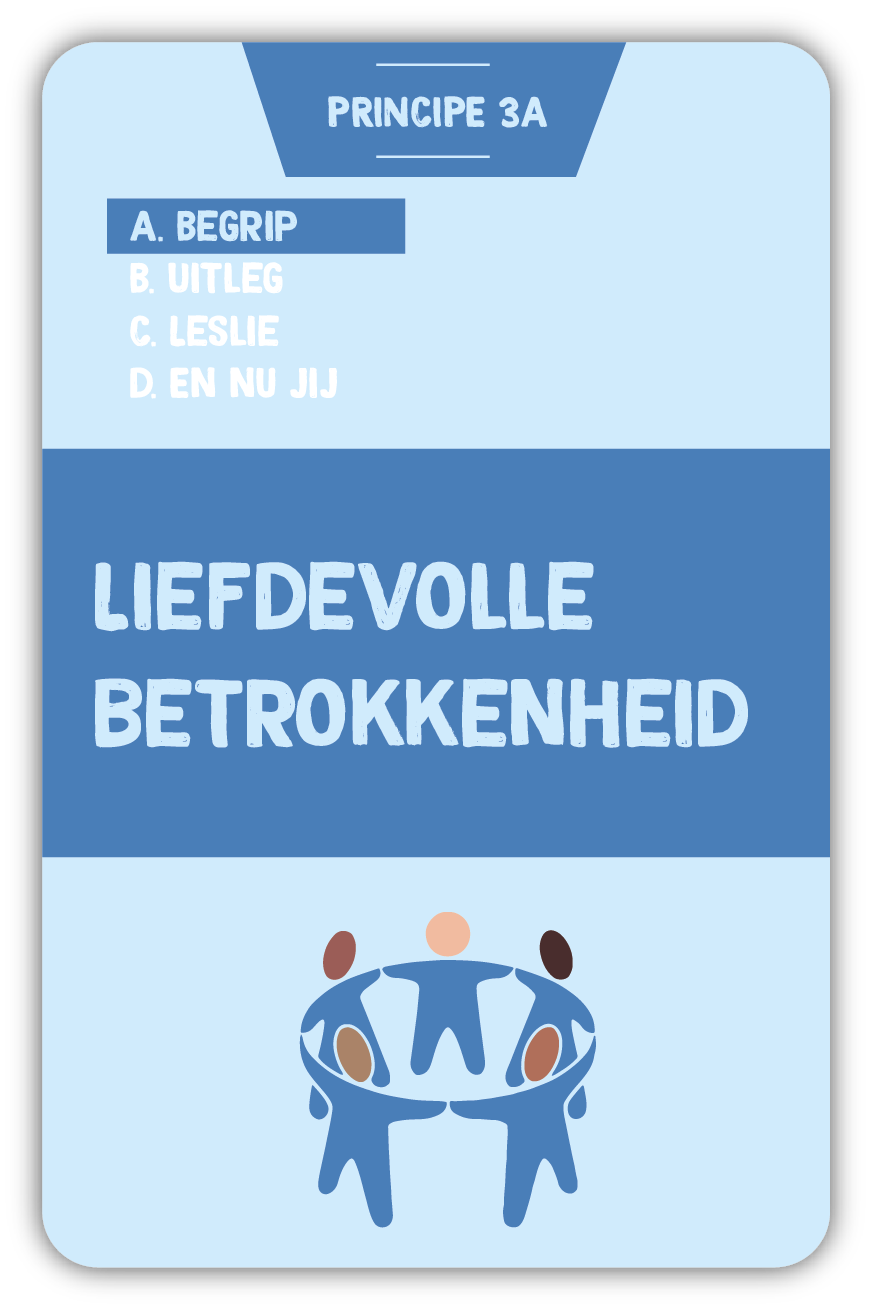 PRINCIPE 3A
A. BEGRIP
B. UITLEG
C. LESLIE
D. EN NU JIJ
LIEFDEVOLLE
BETROKKENHEID